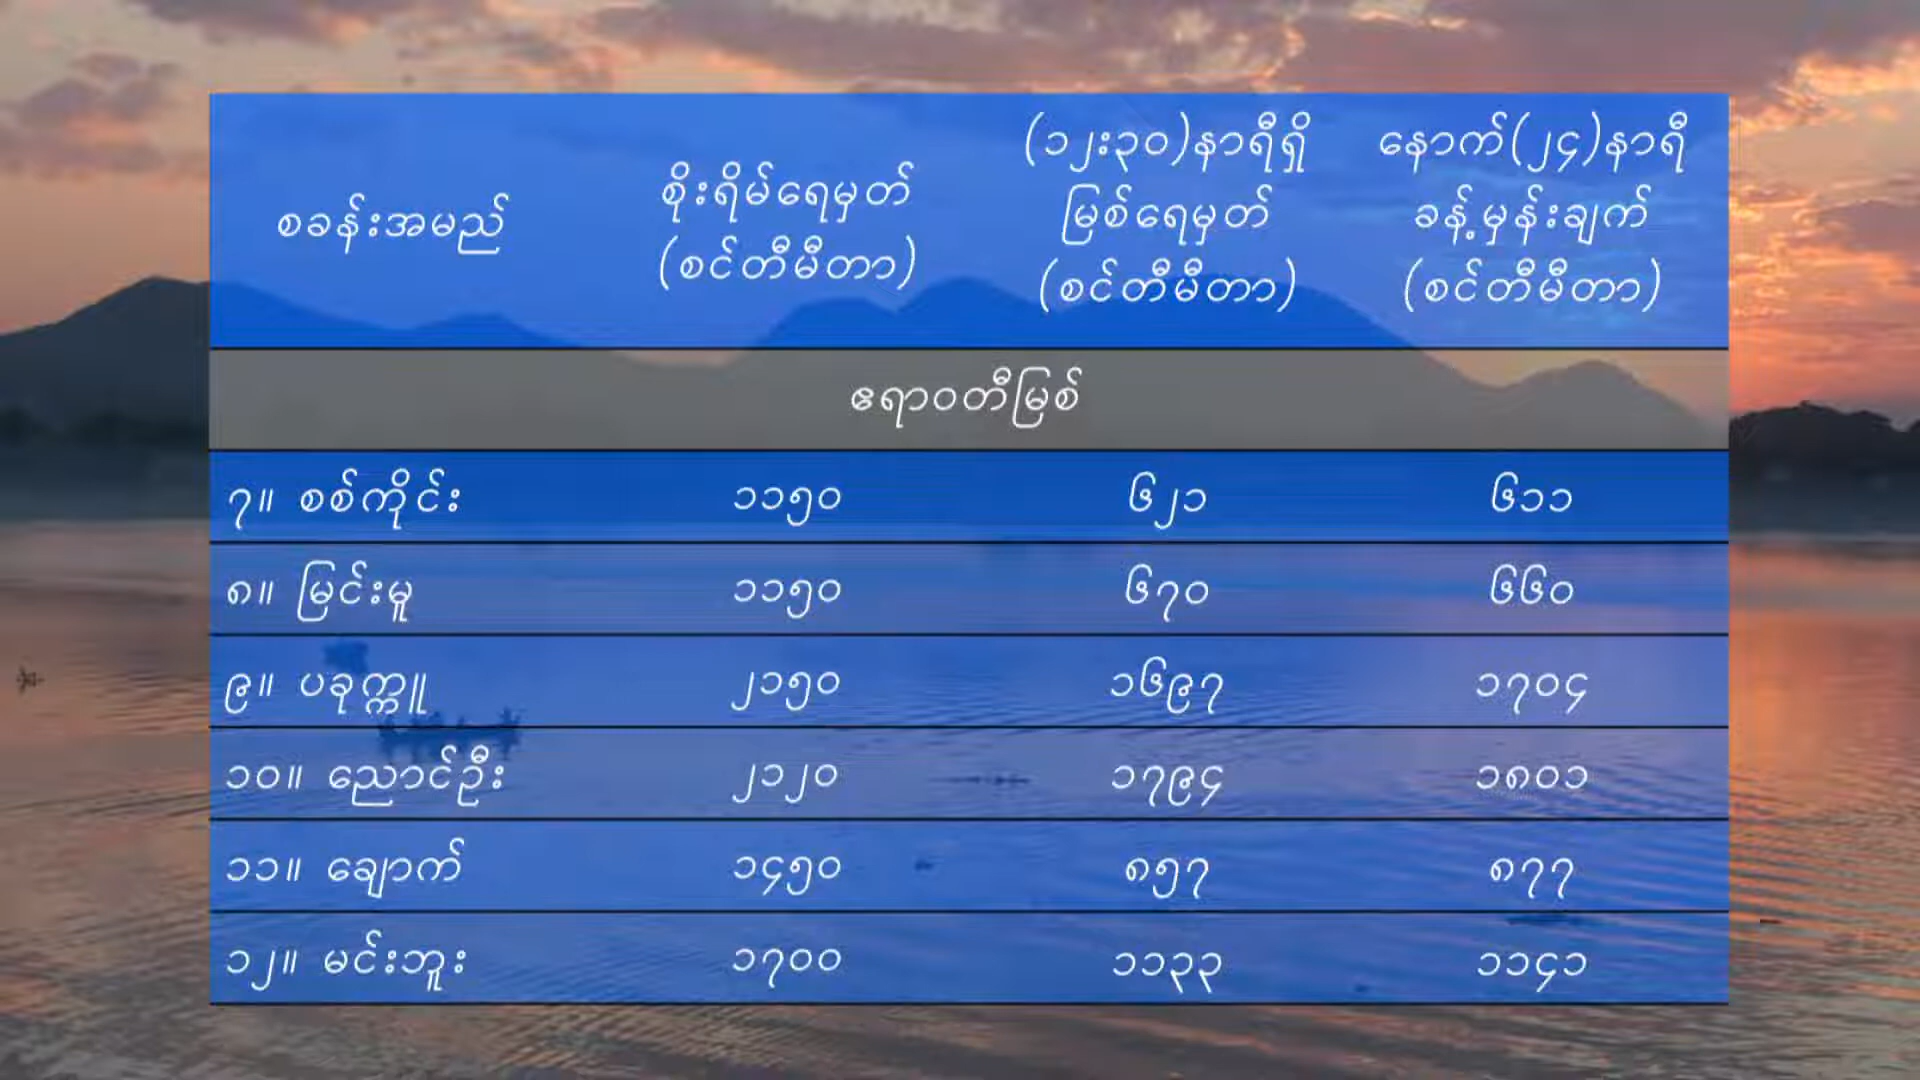 စခန်းအမည်
စိုးရိမ်ရေမှတ်
(စင်တီမီတာ)
(၁၂း၃၀)နာရီရှိ
မြစ်ရေမှတ်
(စင်တီမီတာ)
နောက်(၂၄)နာရီ
ခန့်မှန်းချက်
(စင်တီမီတာ)
ဧရာဝတီမြစ်
၇။ စစ်ကိုင်း ၁၁၅၀ ၆၂၁ ၆၁၁
၈။ မြင်းမူ ၁၁၅၀ ၆၇၀ ၆၆၀
၉။ ပခုက္ကူ ၂၁၅၀ ၁၆၉၇ ၁၇၀၄
၁၀။ ညောင်ဦး ၂၁၂၀ ၁၇၉၄ ၁၈၀၁
၁၁။ ချောက် ၁၄၅၀ ၈၅၇ ၈၇၇
၁၂။ မင်းဘူး ၁၇၀၀ ၁၁၃၃ ၁၁၄၁